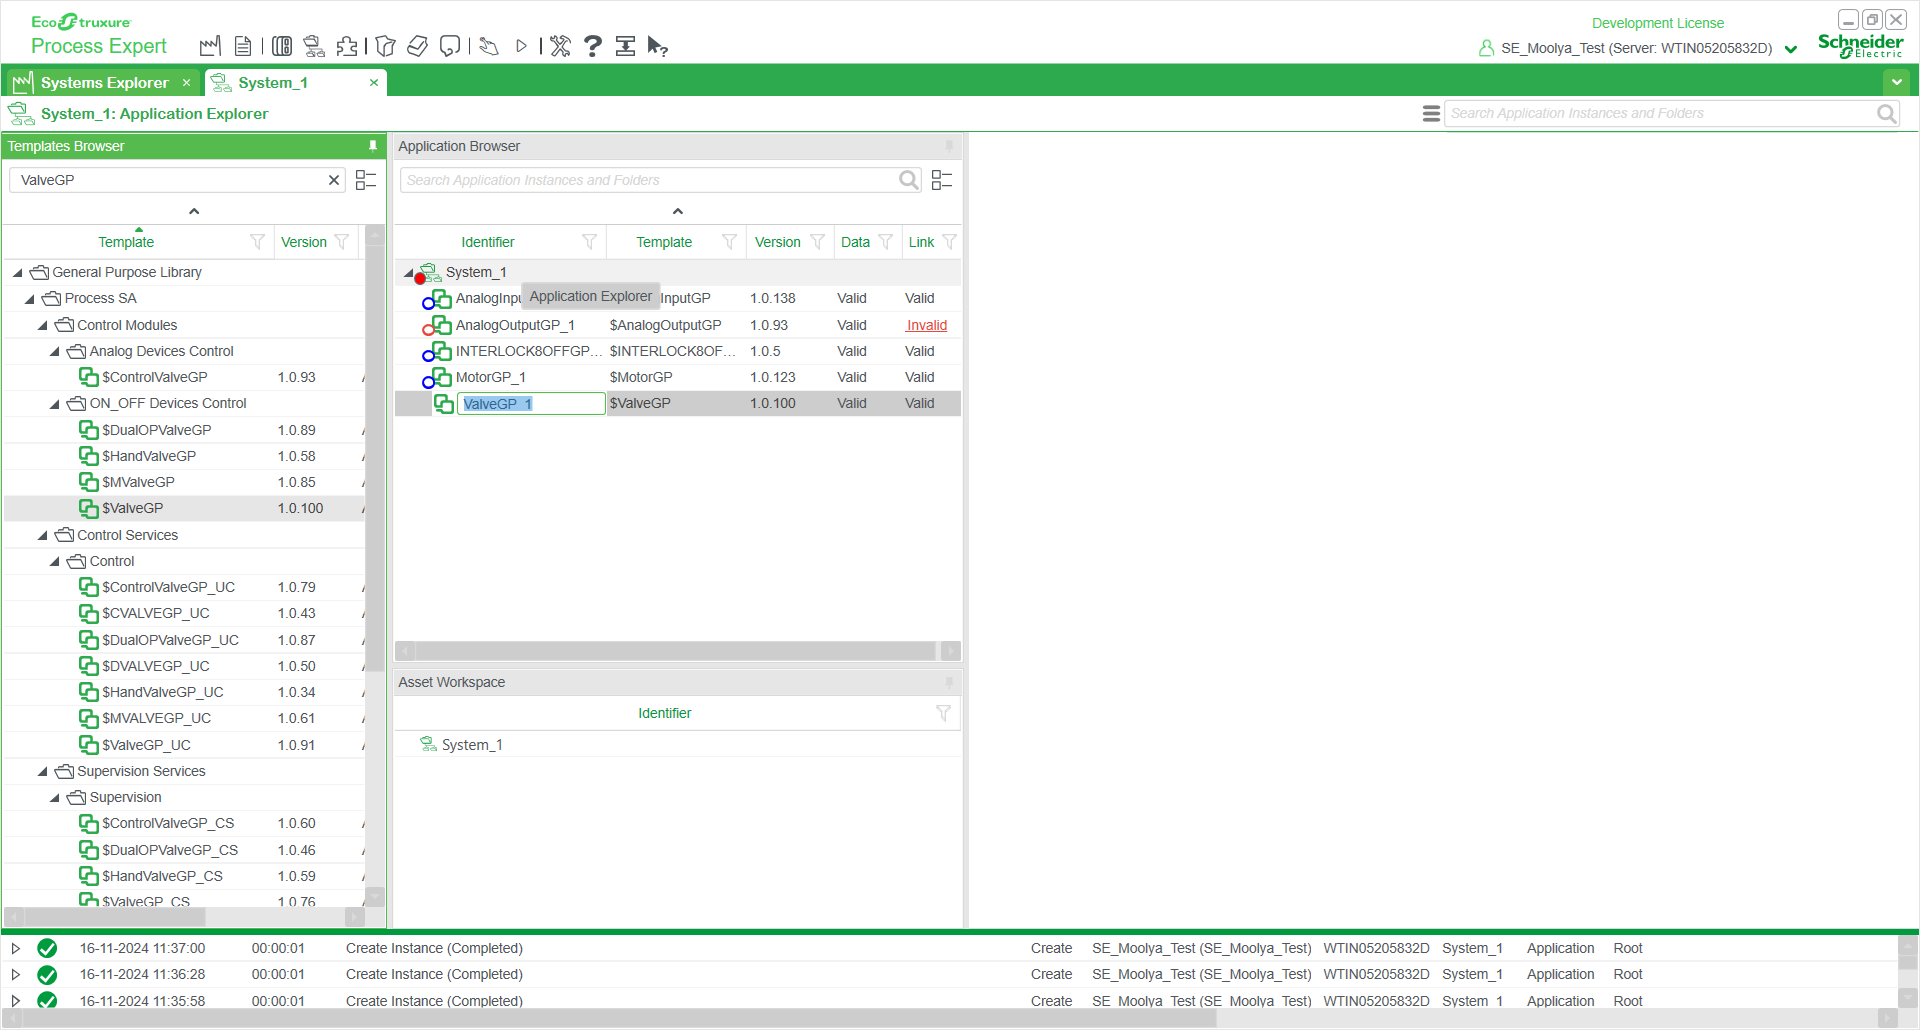 EcoStruxure
Process Expert
Development License
SE_Moolya_Test (Server: WTIN05205832D)
Schneider Electric
Systems Explorer
System_1
System_1: Application Explorer
Search Application Instances and Folders
Templates Browser
ValveGP
Template Version
General Purpose Library
Process SA
Control Modules
Analog Devices Control
$ControlValveGP 1.0.93
ON_OFF Devices Control
$DualOPValveGP 1.0.89
$HandValveGP 1.0.58
$MValveGP 1.0.85
$ValveGP 1.0.100
Control Services
Control
$ControlValveGP_UC 1.0.79
$CVALVEGP_UC 1.0.43
$DualOPValveGP_UC 1.0.87
$DVALVEGP_UC 1.0.50
$HandValveGP_UC 1.0.34
$MVALVEGP_UC 1.0.61
$ValveGP_UC 1.0.91
Supervision Services
Supervision
$ControlValveGP_CS 1.0.60
$DualOPValveGP_CS 1.0.46
$HandValveGP_CS 1.0.59
$ValveGP_CS 1.0.76
Application Browser
Search Application Instances and Folders
Identifier Template Version Data Link
System_1
AnalogInpu InputGP 1.0.138 Valid Valid
Application Explorer
AnalogOutputGP_1 $AnalogOutputGP 1.0.93 Valid Invalid
INTERLOCK8OFFGP... $INTERLOCK8OF... 1.0.5 Valid Valid
MotorGP_1 $MotorGP 1.0.123 Valid Valid
ValveGP_1 $ValveGP 1.0.100 Valid Valid
Asset Workspace
Identifier
System_1
16-11-2024 11:37:00 00:00:01 Create Instance (Completed) Create SE_Moolya_Test (SE_Moolya_Test) WTIN05205832D System_1 Application Root
16-11-2024 11:36:28 00:00:01 Create Instance (Completed) Create SE_Moolya_Test (SE_Moolya_Test) WTIN05205832D System_1 Application Root
16-11-2024 11:35:58 00:00:01 Create Instance (Completed) Create SE_Moolya_Test (SE_Moolya_Test) WTIN05205832D System_1 Application Root